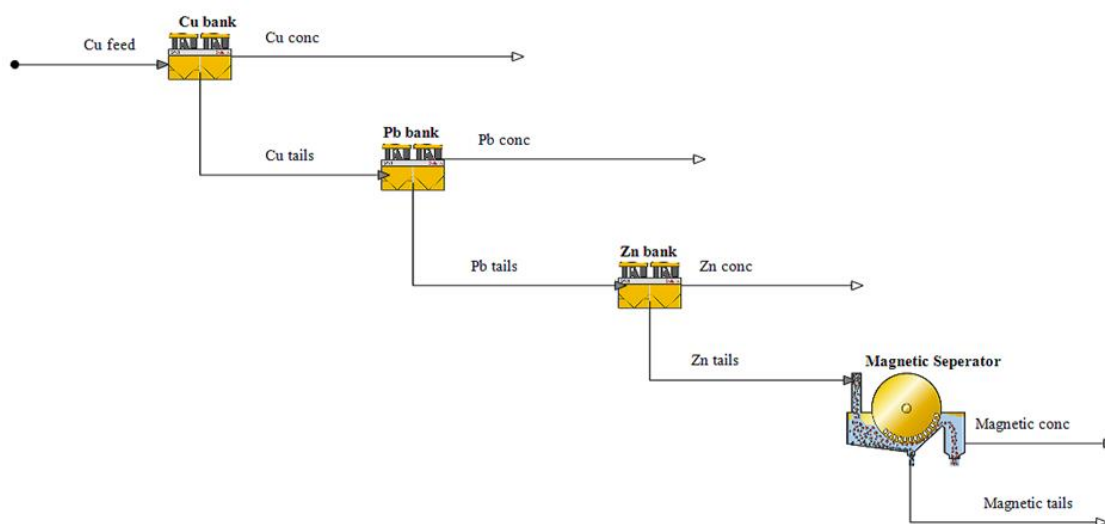 Cu bank
Cu feed
Cu conc
Pb bank
Pb conc
Cu tails
Zn bank
Pb tails
Zn conc
Zn tails
Magnetic Seperator
Magnetic conc
Magnetic tails